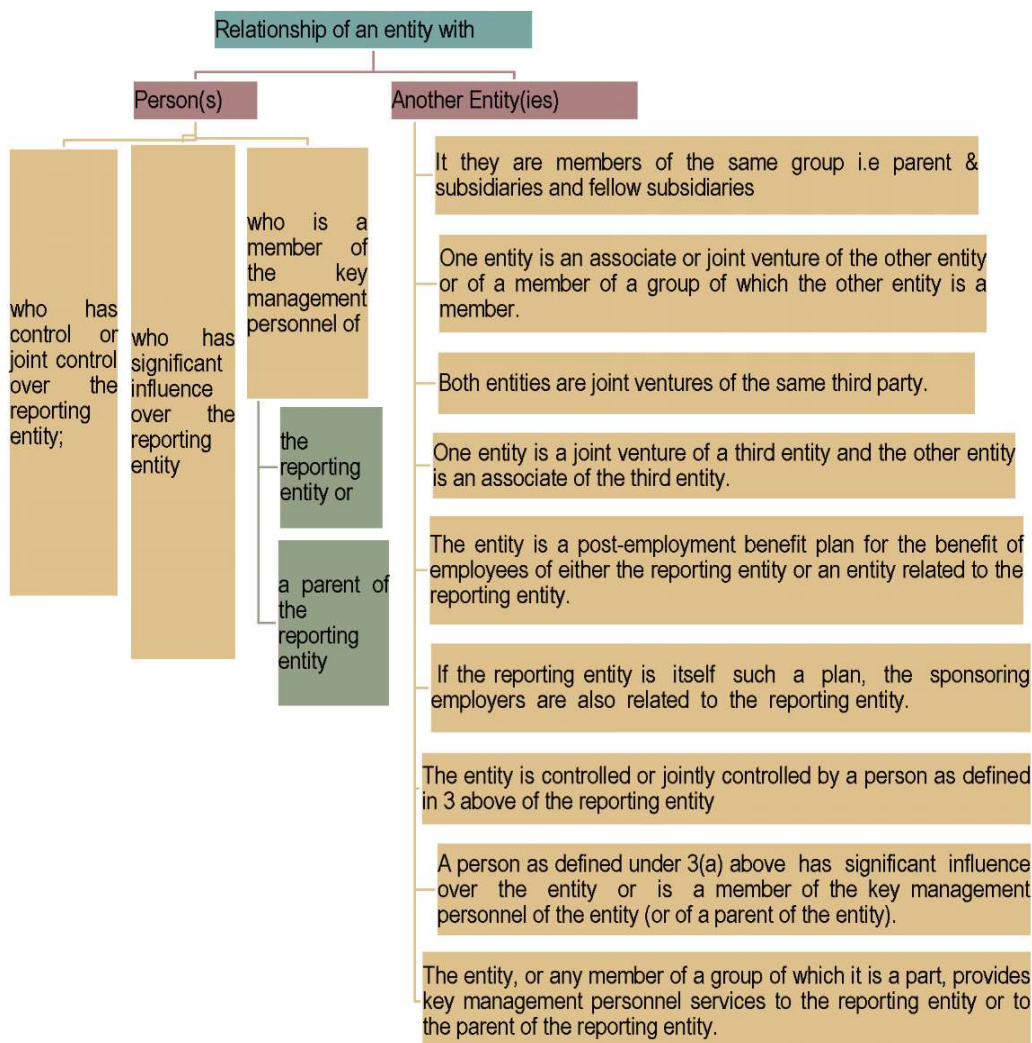 Relationship of an entity with
Person(s)
Another Entity(ies)
who has
control or
joint control
over the
reporting
entity;
who has
significant
influence
over the
reporting
entity
who is a
member of
the key
management
personnel of
the
reporting
entity or
a parent of
the
reporting
entity
It they are members of the same group i.e parent &
subsidiaries and fellow subsidiaries
One entity is an associate or joint venture of the other entity
or of a member of a group of which the other entity is a
member.
Both entities are joint ventures of the same third party.
One entity is a joint venture of a third entity and the other entity
is an associate of the third entity.
The entity is a post-employment benefit plan for the benefit of
employees of either the reporting entity or an entity related to the
reporting entity.
If the reporting entity is itself such a plan, the sponsoring
employers are also related to the reporting entity.
The entity is controlled or jointly controlled by a person as defined
in 3 above of the reporting entity
A person as defined under 3(a) above has significant influence
over the entity or is a member of the key management
personnel of the entity (or of a parent of the entity).
The entity, or any member of a group of which it is a part, provides
key management personnel services to the reporting entity or to
the parent of the reporting entity.